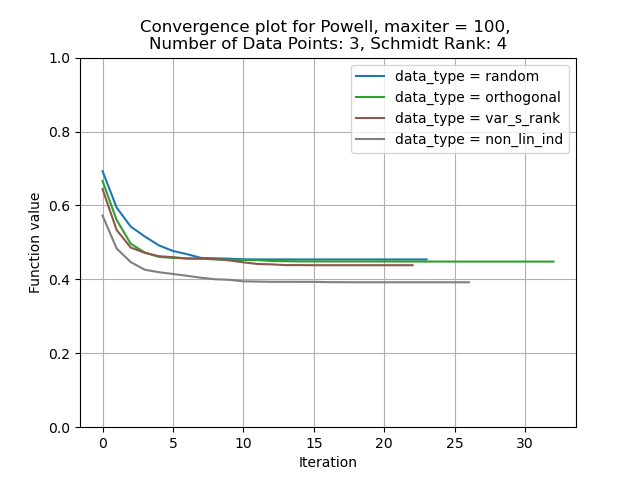 Convergence plot for Powell, maxiter = 100,
Number of Data Points: 3, Schmidt Rank: 4
data_type = random
data_type = orthogonal
data_type = var_s_rank
data_type = non_lin_ind
Function value
1.0
0.8
0.6
0.4
0.2
0.0
0 5 10 15 20 25 30
Iteration